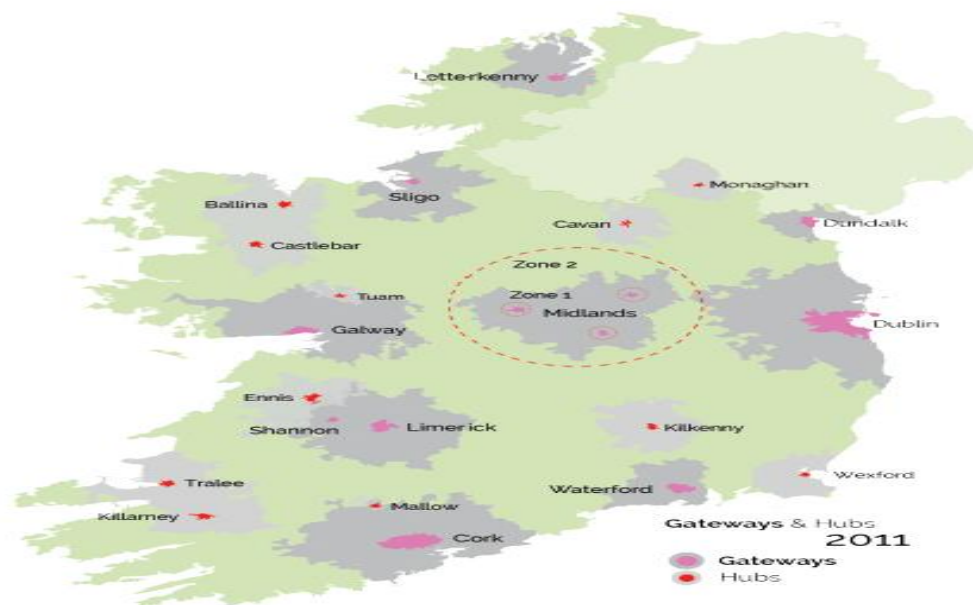 Letterkenny
Monaghan
Sligo
Ballina
Cavan
Dundalk
Castlebar
Zone 2
Zone 1
Tuam
Midlands
Galway
Dublin
Ennis
Shannon
Limerick
Kilkenny
Wexford
Tralee
Waterford
Mallow
Killarney
Cork
Gateways & Hubs
2011
Gateways
Hubs